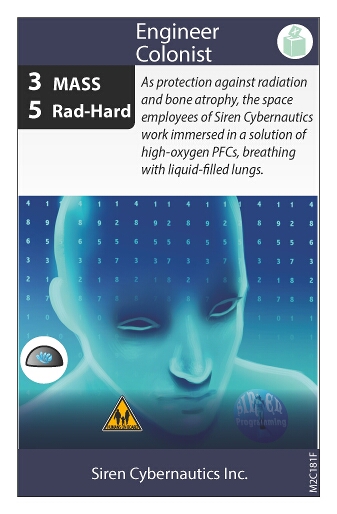 Engineer
Colonist
3 MASS
5 Rad-Hard
As protection against radiation
and bone atrophy, the space
employees of Siren Cybernautics
work immersed in a solution of
high-oxygen PFCs, breathing
with liquid-filled lungs.
Programming
Siren Cybernautics Inc.
M2C181F